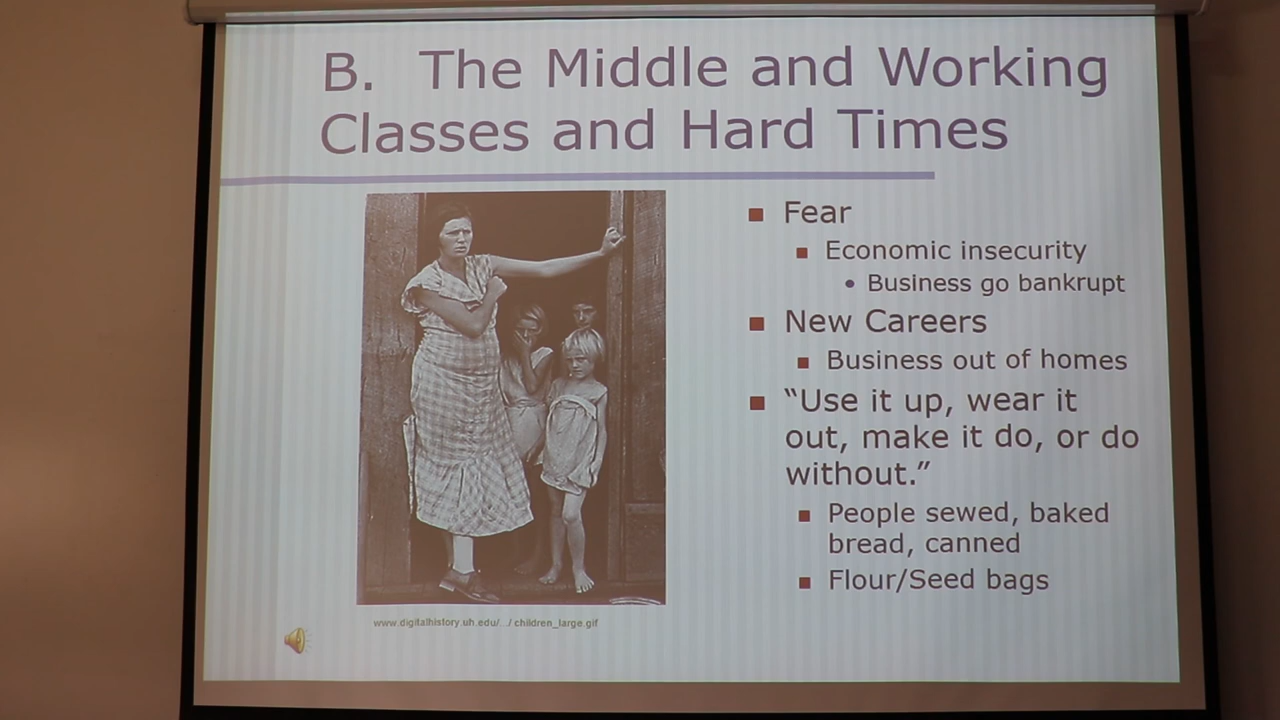 B. The Middle and Working
Classes and Hard Times
Fear
Economic insecurity
Business go bankrupt
New Careers
Business out of homes
“Use it up, wear it
out, make it do, or do
without.”
People sewed, baked
bread, canned
Flour/Seed bags
www.digitalhistory.uh.edu/.../ children_large.gif